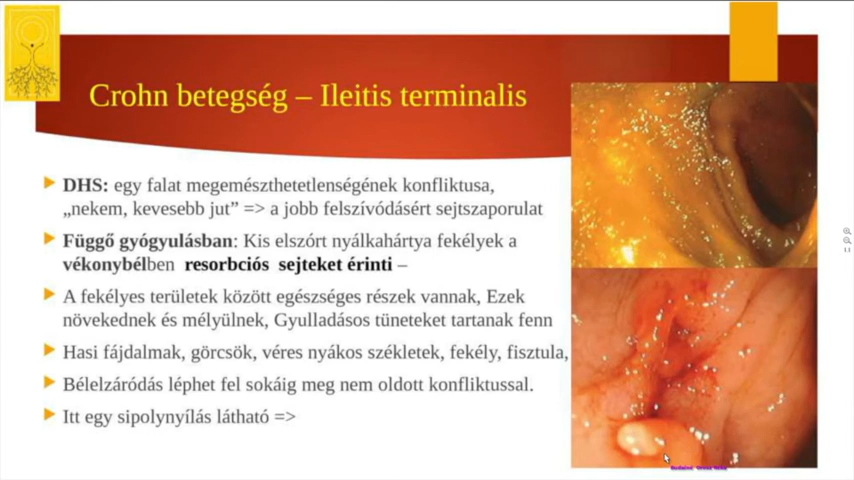 Crohn betegség – Ileitis terminalis
DHS: egy falat megemészthetetlenségének konfliktusa,
„nekem, kevesebb jut” => a jobb felszívódásért sejtszaporulat
Függő gyógyulásban: Kis elszórt nyálkahártya fekélyek a
vékonybélben resorbciós sejteket érinti –
A fekélyes területek között egészséges részek vannak, Ezek
növekednek és mélyülnek, Gyulladásos tüneteket tartanak fenn
Hasi fájdalmak, görcsök, véres nyákos székletek, fekély, fisztula,
Bélelzáródás léphet fel sokáig meg nem oldott konfliktussal.
Itt egy sipolynyílás látható =>